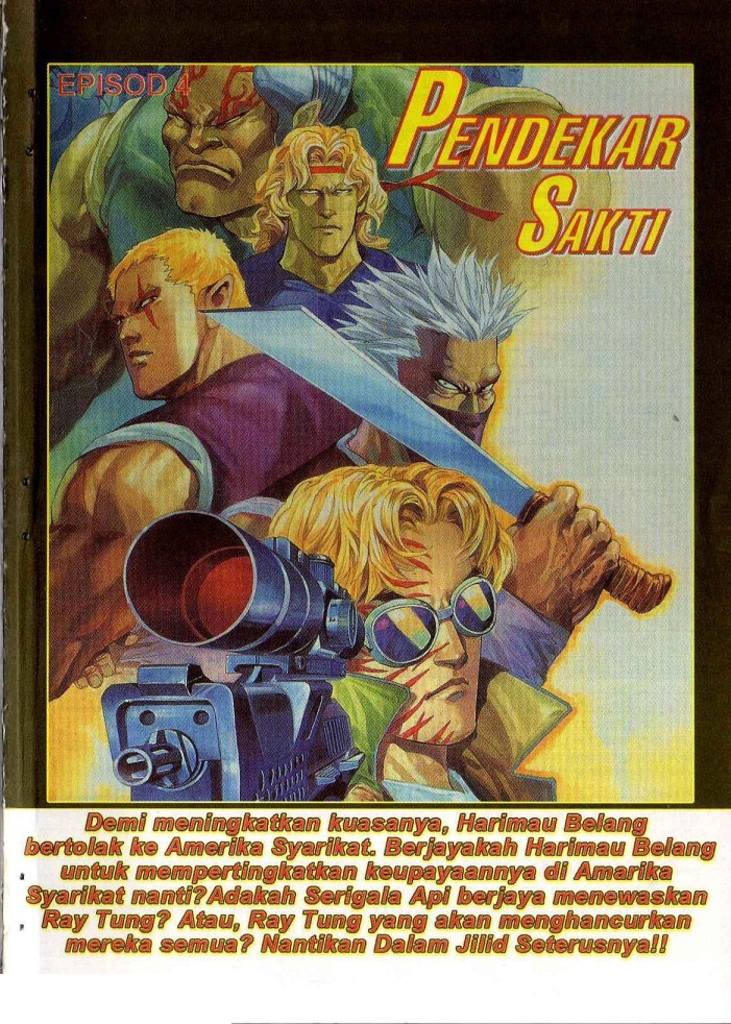 EPISOD 4
PENDEKAR
SAKTI
Demi meningkatkan kuasanya, Harimau Belang
bertolak ke Amerika Syarikat. Berjayakah Harimau Belang
untuk mempertingkatkan keupayaannya di Amarika
Syarikat nanti?Adakah Serigala Api berjaya menewaskan
Ray Tung? Atau, Ray Tung yang akan menghancurkan
mereka semua? Nantikan Dalam Jilid Seterusnya!!